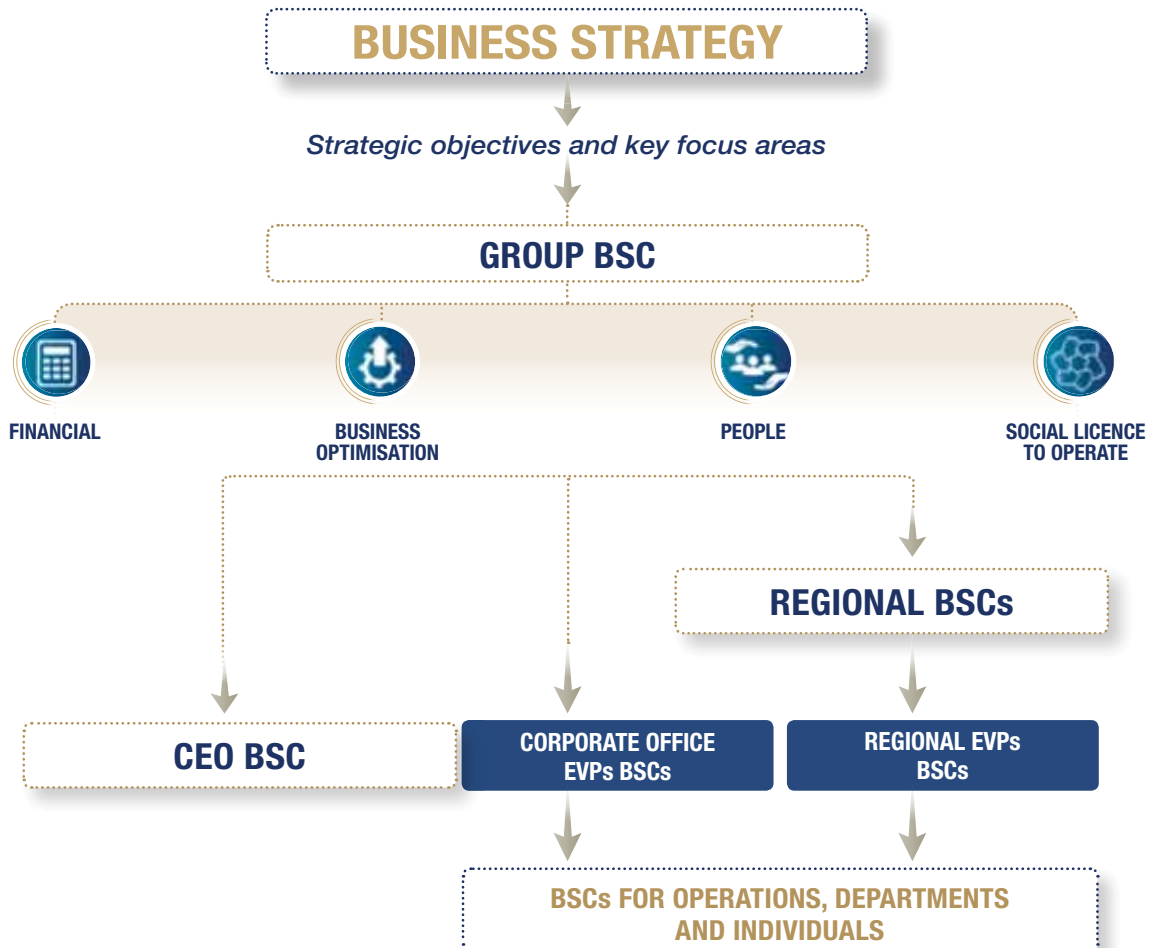 BUSINESS STRATEGY
Strategic objectives and key focus areas
GROUP BSC
FINANCIAL
BUSINESS
OPTIMISATION
PEOPLE
SOCIAL LICENCE
TO OPERATE
REGIONAL BSCs
CEO BSC
CORPORATE OFFICE
EVPs BSCs
REGIONAL EVPs
BSCs
BSCs FOR OPERATIONS, DEPARTMENTS
AND INDIVIDUALS